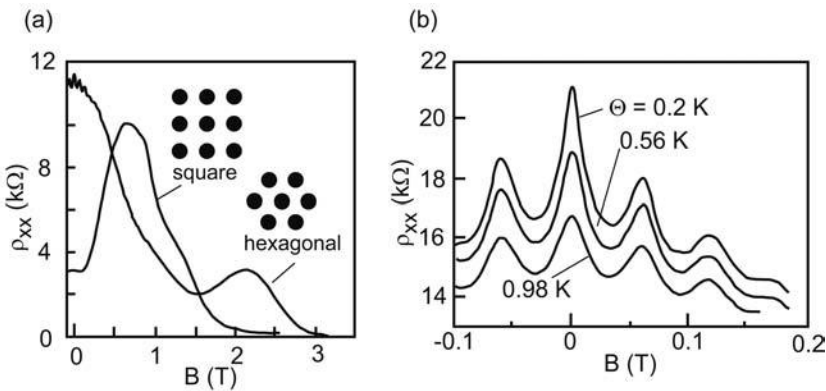 (a)
12
8
4
0
ρxx (kΩ)
square
hexagonal
0 1 2 3
B (T)
(b)
22
20
18
16
14
ρxx (kΩ)
Θ = 0.2 K
0.56 K
0.98 K
-0.1 0 0.1 0.2
B (T)